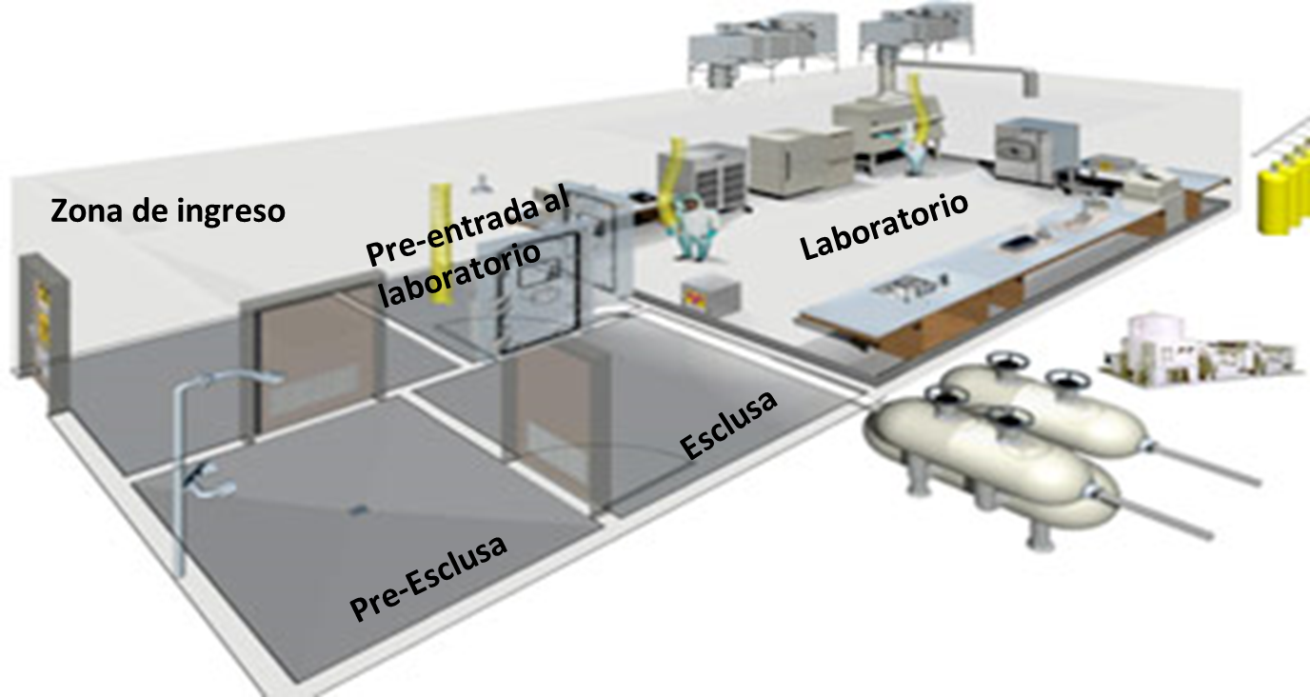 Zona de ingreso
Pre-entrada al
laboratorio
Laboratorio
Esclusa
Pre-Esclusa